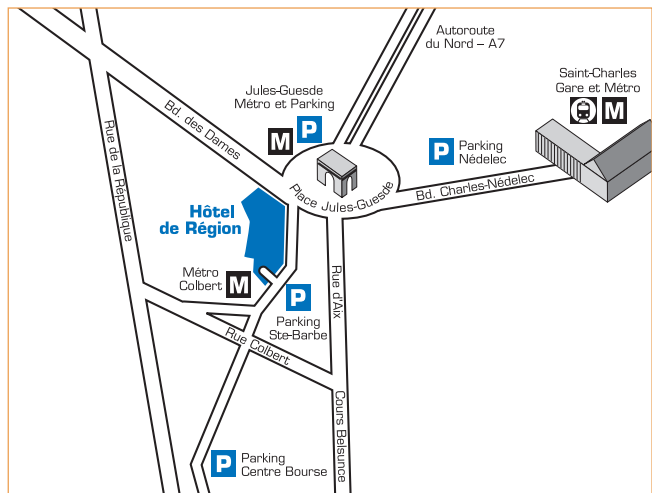 Autoroute
du Nord – A7
Saint-Charles
Gare et Métro
M
Jules-Guesde
Métro et Parking
M
P
P
Parking
Nédelec
Bd. des Dames
Rue de la Republique
Place Jules-Guesde
Bd. Charles-Nédelec
Hôtel
de Région
Métro
Colbert
M
P
Parking
Ste-Barbe
Rue d'Aix
Rue Colbert
Cours Belsunce
P
Parking
Centre Bourse